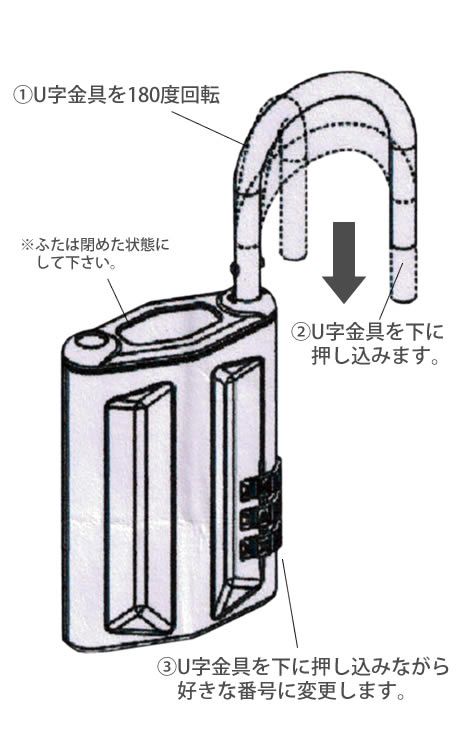 ①U字金具を180度回転
※ふたは閉めた状態に
して下さい。
②U字金具を下に
押し込みます。
③U字金具を下に押し込みながら
好きな番号に変更します。